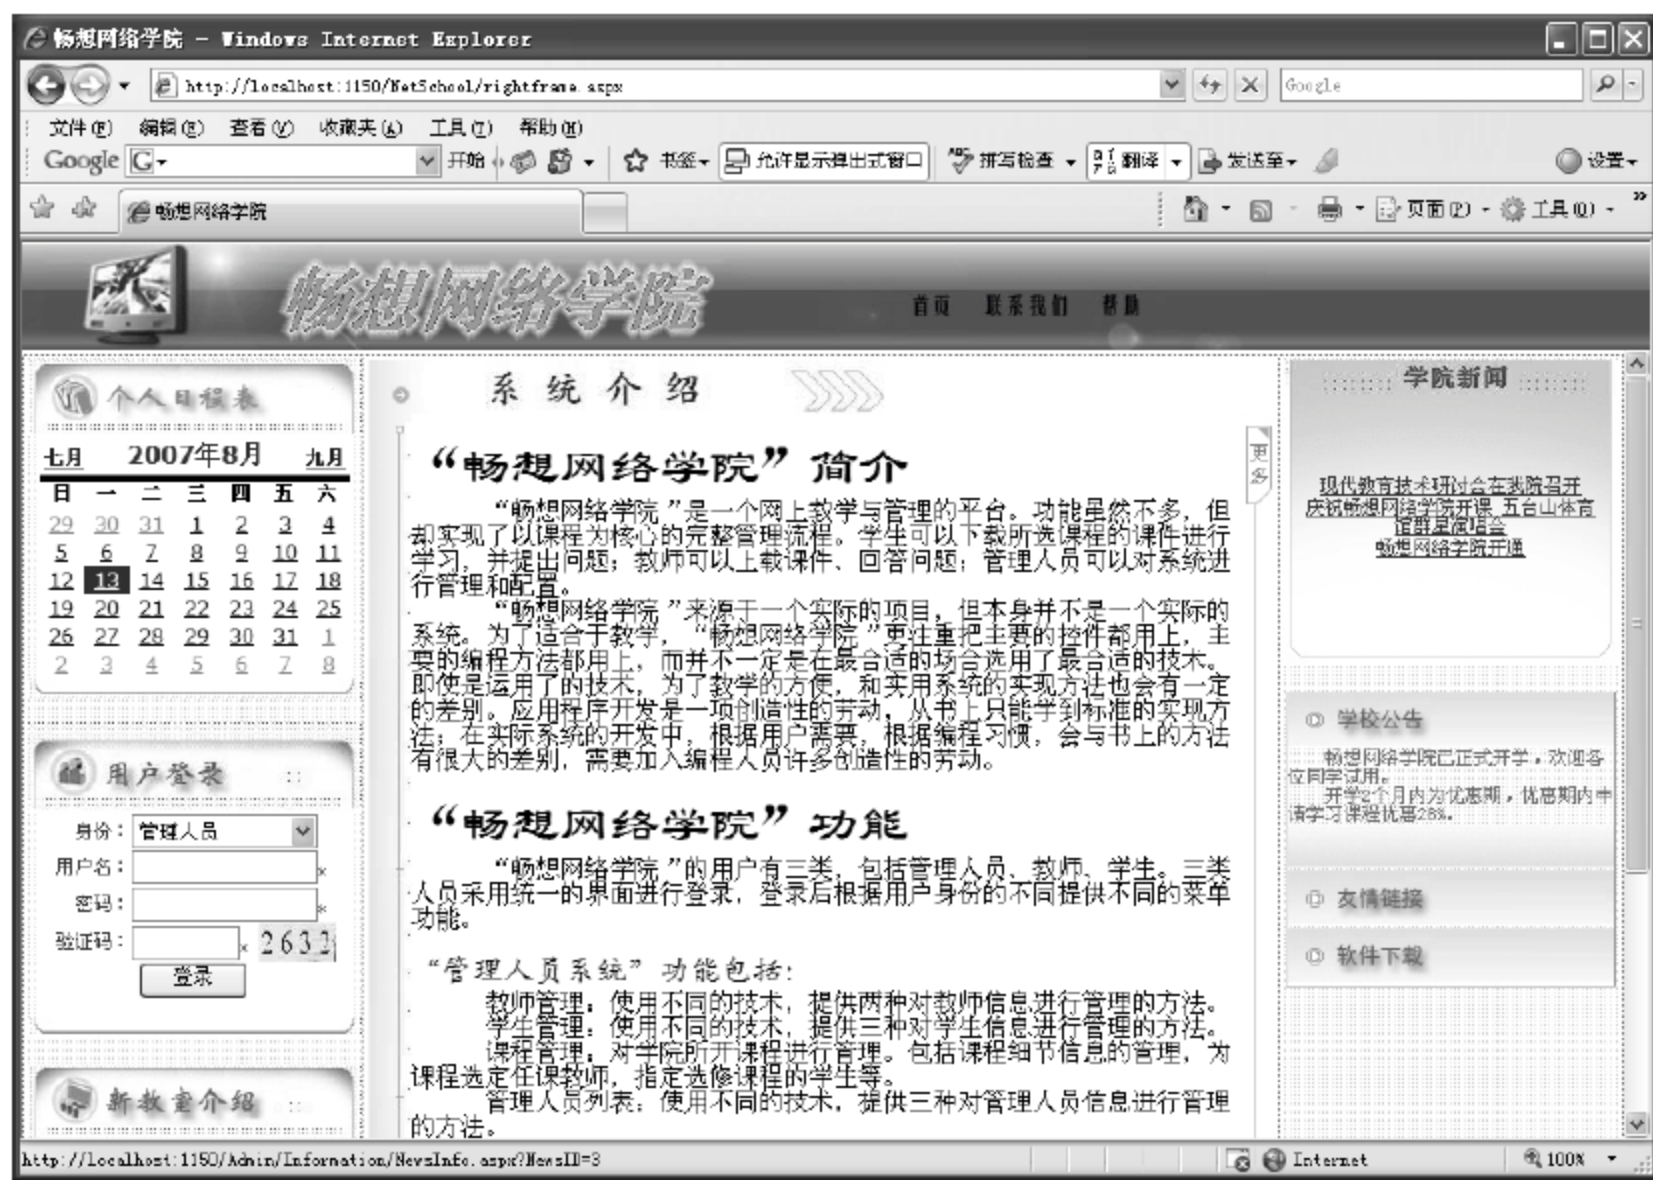 畅想网络学院 - Windows Internet Explorer
http://localhost:1150/NetSchool/rightframe.aspx
Google
文件(F) 编辑(E) 查看(V) 收藏夹(A) 工具(T) 帮助(H)
Google G 开始 书签 允许显示弹出式窗口 拼写检查 翻译 发送至 设置
畅想网络学院 页面(P) 工具(O) »
畅想网络学院
首页 联系我们 帮助
个人日程表
七月 2007年8月 九月
日 一 二 三 四 五 六
29 30 31 1 2 3 4
5 6 7 8 9 10 11
12 13 14 15 16 17 18
19 20 21 22 23 24 25
26 27 28 29 30 31 1
2 3 4 5 6 7 8
用户登录
身份： 管理人员
用户名： *
密码： *
验证码： * 2632
登录
新教室介绍
系统介绍
更多
“畅想网络学院”简介
“畅想网络学院”是一个网上教学与管理的平台。功能虽然不多，但
却实现了以课程为核心的完整管理流程。学生可以下载所选课程的课件进行
学习，并提出问题；教师可以上载课件、回答问题；管理人员可以对系统进
行管理和配置。
“畅想网络学院”来源于一个实际的项目，但本身并不是一个实际的
系统。为了适合于教学，“畅想网络学院”更注重把主要的控件都用上，主
要的编程方法都用上，而并不一定是在最合适的场合选用了最合适的技术。
即使是运用了的技术，为了教学的方便，和实用系统的实现方法也会有一定
的差别。应用程序开发是一项创造性的劳动，从书上只能学到标准的实现方
法；在实际系统的开发中，根据用户需要，根据编程习惯，会与书上的方法
有很大的差别，需要加入编程人员许多创造性的劳动。
“畅想网络学院”功能
“畅想网络学院”的用户有三类，包括管理人员、教师、学生。三类
人员采用统一的界面进行登录，登录后根据用户身份的不同提供不同的菜单
功能。
“管理人员系统”功能包括：
教师管理：使用不同的技术，提供两种对教师信息进行管理的方法。
学生管理：使用不同的技术，提供三种对学生信息进行管理的方法。
课程管理：对学院所开课程进行管理。包括课程细节信息的管理，为
课程选定任课教师，指定选修课程的学生等。
管理人员列表：使用不同的技术，提供三种对管理人员信息进行管理
的方法。
学院新闻
现代教育技术研讨会在我院召开
庆祝畅想网络学院开课 五台山体育
馆群星演唱会
畅想网络学院开通
学校公告
畅想网络学院已正式开学，欢迎各
位同学试用。
开学2个月内为优惠期，优惠期内申
请学习课程优惠28%。
友情链接
软件下载
http://localhost:1150/Admin/Information/NewsInfo.aspx?NewsID=3 Internet 100%